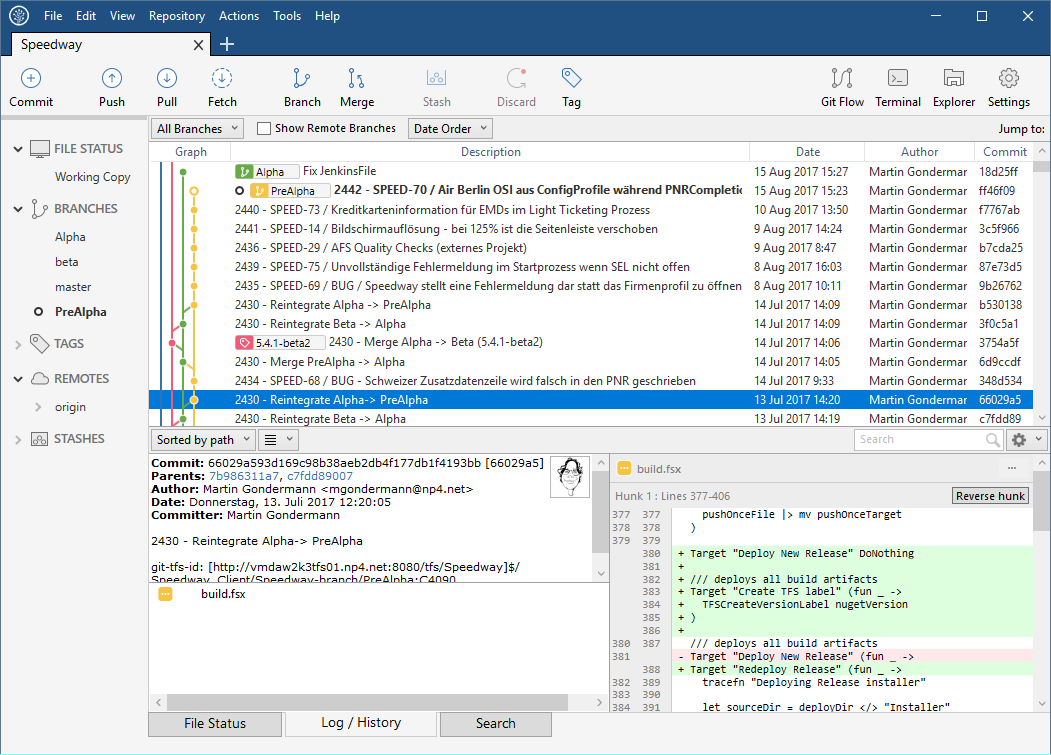 File Edit View Repository Actions Tools Help
Speedway
Commit Push Pull Fetch Branch Merge Stash Discard Tag Git Flow Terminal Explorer Settings
All Branches Show Remote Branches Date Order Jump to:
FILE STATUS
Working Copy
BRANCHES
Alpha
beta
master
PreAlpha
TAGS
REMOTES
origin
STASHES
Graph Description Date Author Commit
Alpha Fix JenkinsFile 15 Aug 2017 15:27 Martin Gondermar 18d25ff
PreAlpha 2442 - SPEED-70 / Air Berlin OSI aus ConfigProfile während PNRCompletic 15 Aug 2017 15:23 Martin Gondermar ff46f09
2440 - SPEED-73 / Kreditkarteninformation für EMDs im Light Ticketing Prozess 10 Aug 2017 13:50 Martin Gondermar f7767ab
2441 - SPEED-14 / Bildschirmauflösung - bei 125% ist die Seitenleiste verschoben 9 Aug 2017 14:24 Martin Gondermar 3c5f966
2436 - SPEED-29 / AFS Quality Checks (externes Projekt) 9 Aug 2017 8:47 Martin Gondermar b7cda25
2439 - SPEED-75 / Unvollständige Fehlermeldung im Startprozess wenn SEL nicht offen 8 Aug 2017 16:03 Martin Gondermar 87e73d5
2435 - SPEED-69 / BUG / Speedway stellt eine Fehlermeldung dar statt das Firmenprofil zu öffnen 8 Aug 2017 10:11 Martin Gondermar 9b26762
2430 - Reintegrate Alpha -> PreAlpha 14 Jul 2017 14:09 Martin Gondermar b530138
2430 - Reintegrate Beta -> Alpha 14 Jul 2017 14:09 Martin Gondermar 3f0c5a1
5.4.1-beta2 2430 - Merge Alpha -> Beta (5.4.1-beta2) 14 Jul 2017 14:06 Martin Gondermar 3754a5f
2430 - Merge PreAlpha -> Alpha 14 Jul 2017 14:05 Martin Gondermar 6d9ccdf
2434 - SPEED-68 / BUG - Schweizer Zusatzdatenzeile wird falsch in den PNR geschrieben 14 Jul 2017 9:33 Martin Gondermar 348d534
2430 - Reintegrate Alpha-> PreAlpha 13 Jul 2017 14:20 Martin Gondermar 66029a5
2430 - Reintegrate Beta -> Alpha 13 Jul 2017 14:19 Martin Gondermar c7fdd89
Sorted by path Search
Commit: 66029a593d169c98b38aeb2db4f177db1f4193bb [66029a5]
Parents: 7b986311a7, c7fdd89007
Author: Martin Gondermann <mgondermann@np4.net>
Date: Donnerstag, 13. Juli 2017 12:20:05
Committer: Martin Gondermann
2430 - Reintegrate Alpha-> PreAlpha
git-tfs-id: [http://vmdaw2k3tfs01.np4.net:8080/tfs/Speedway]$/
Speedway_Client/Speedway-branch/PreAlpha;C4090
build.fsx
build.fsx ...
Hunk 1 : Lines 377-406 Reverse hunk
377 377 pushOnceFile |> mv pushOnceTarget
378 378 )
379 379
380 + Target "Deploy New Release" DoNothing
381 +
382 + /// deploys all build artifacts
383 + Target "Create TFS label" (fun _ ->
384 + TFSCreateVersionLabel nugetVersion
385 + )
386 +
380 387 /// deploys all build artifacts
381 - Target "Deploy New Release" (fun _ ->
388 + Target "Redeploy Release" (fun _ ->
382 389 tracefn "Deploying Release installer"
383 390
384 391 let sourceDir = deployDir </> "Installer"
File Status Log / History Search